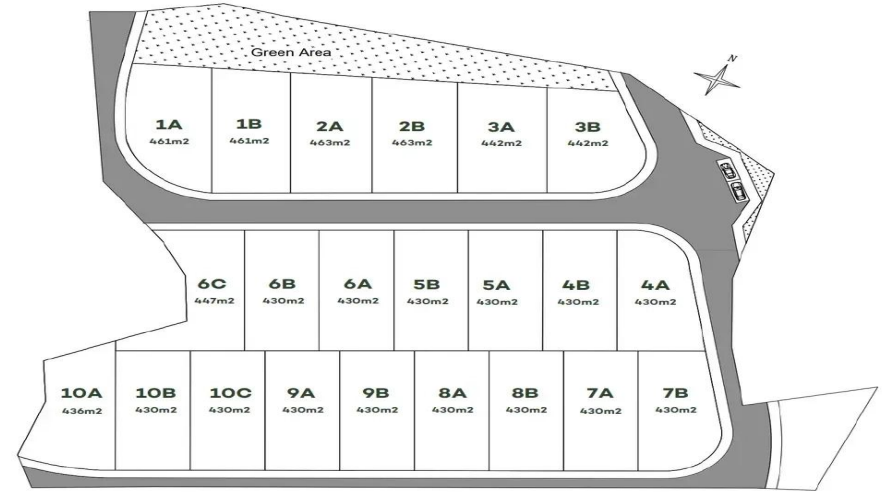 Green Area
N
1A
461m2
1B
461m2
2A
463m2
2B
463m2
3A
442m2
3B
442m2
6C
447m2
6B
430m2
6A
430m2
5B
430m2
5A
430m2
4B
430m2
4A
430m2
10A
436m2
10B
430m2
10C
430m2
9A
430m2
9B
430m2
8A
430m2
8B
430m2
7A
430m2
7B
430m2